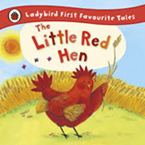 Ladybird First Favourite Tales
The
Little Red
Hen